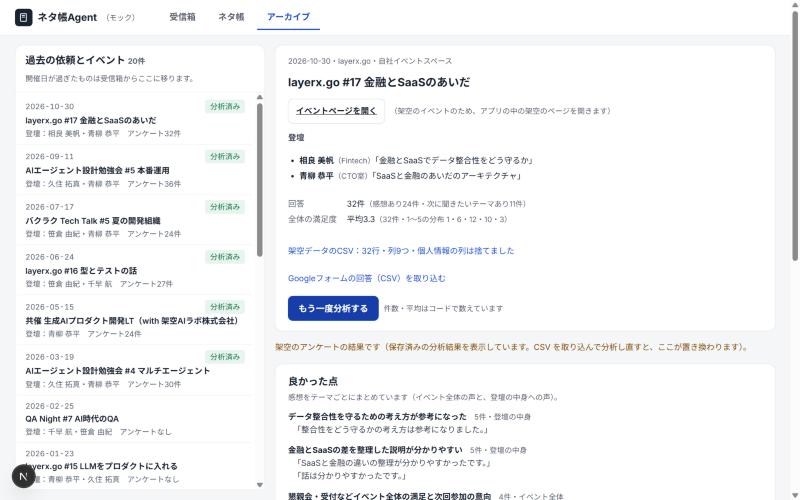 ネタ帳Agent （モック） 受信箱 ネタ帳 アーカイブ
過去の依頼とイベント 20件
開催日が過ぎたものは受信箱からここに移ります。
2026-10-30 分析済み
layerx.go #17 金融とSaaSのあいだ
登壇：相良 美帆・青柳 恭平 アンケート32件
2026-09-11 分析済み
AIエージェント設計勉強会 #5 本番運用
登壇：久住 拓真・青柳 恭平 アンケート36件
2026-07-17 分析済み
バクラク Tech Talk #5 夏の開発組織
登壇：笹倉 由紀・青柳 恭平 アンケート24件
2026-06-24 分析済み
layerx.go #16 型とテストの話
登壇：笹倉 由紀・千早 航 アンケート27件
2026-05-15 分析済み
共催 生成AIプロダクト開発LT（with 架空AIラボ株式会社）
登壇：青柳 恭平 アンケート24件
2026-03-19 分析済み
AIエージェント設計勉強会 #4 マルチエージェント
登壇：久住 拓真・青柳 恭平 アンケート30件
2026-02-25
QA Night #7 AI時代のQA
登壇：千早 航・笹倉 由紀 アンケートなし
2026-01-23
layerx.go #15 LLMをプロダクトに入れる
青柳 恭平・久住 拓真 アンケートなし
N
2026-10-30・layerx.go・自社イベントスペース
layerx.go #17 金融とSaaSのあいだ
イベントページを開く （架空のイベントのため、アプリの中の架空のページを開きます）
登壇
• 相良 美帆（Fintech）「金融とSaaSでデータ整合性をどう守るか」
• 青柳 恭平（CTO室）「SaaSと金融のあいだのアーキテクチャ」
回答 32件（感想あり24件・次に聞きたいテーマあり11件）
全体の満足度 平均3.3（32件・1〜5の分布 1・6・12・10・3）
架空データのCSV：32行・列9つ・個人情報の列は捨てました
Googleフォームの回答（CSV）を取り込む
もう一度分析する 件数・平均はコードで数えています
架空のアンケートの結果です（保存済みの分析結果を表示しています。CSV を取り込んで分析し直すと、ここが置き換わります）。
良かった点
感想をテーマごとにまとめています（イベント全体の声と、登壇の中身への声）。
データ整合性を守るための考え方が参考になった 5件・登壇の中身
「整合性をどう守るかの考え方は参考になりました。」
金融とSaaSの差を整理した説明が分かりやすい 5件・登壇の中身
「SaaSと金融の違いの整理が分かりやすかったです。」
「話は分かりやすかったです。」
懇親会・受付などイベント全体の満足と次回参加の意向 4件・イベント全体